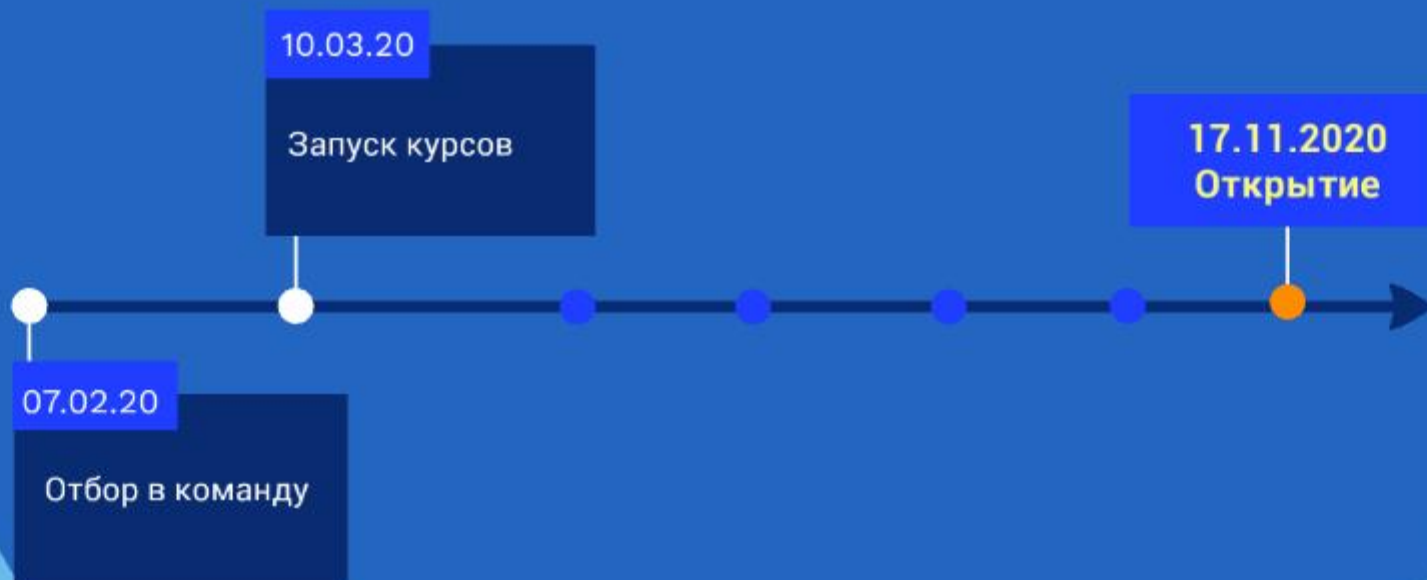 10.03.20
Запуск курсов
17.11.2020
Открытие
07.02.20
Отбор в команду